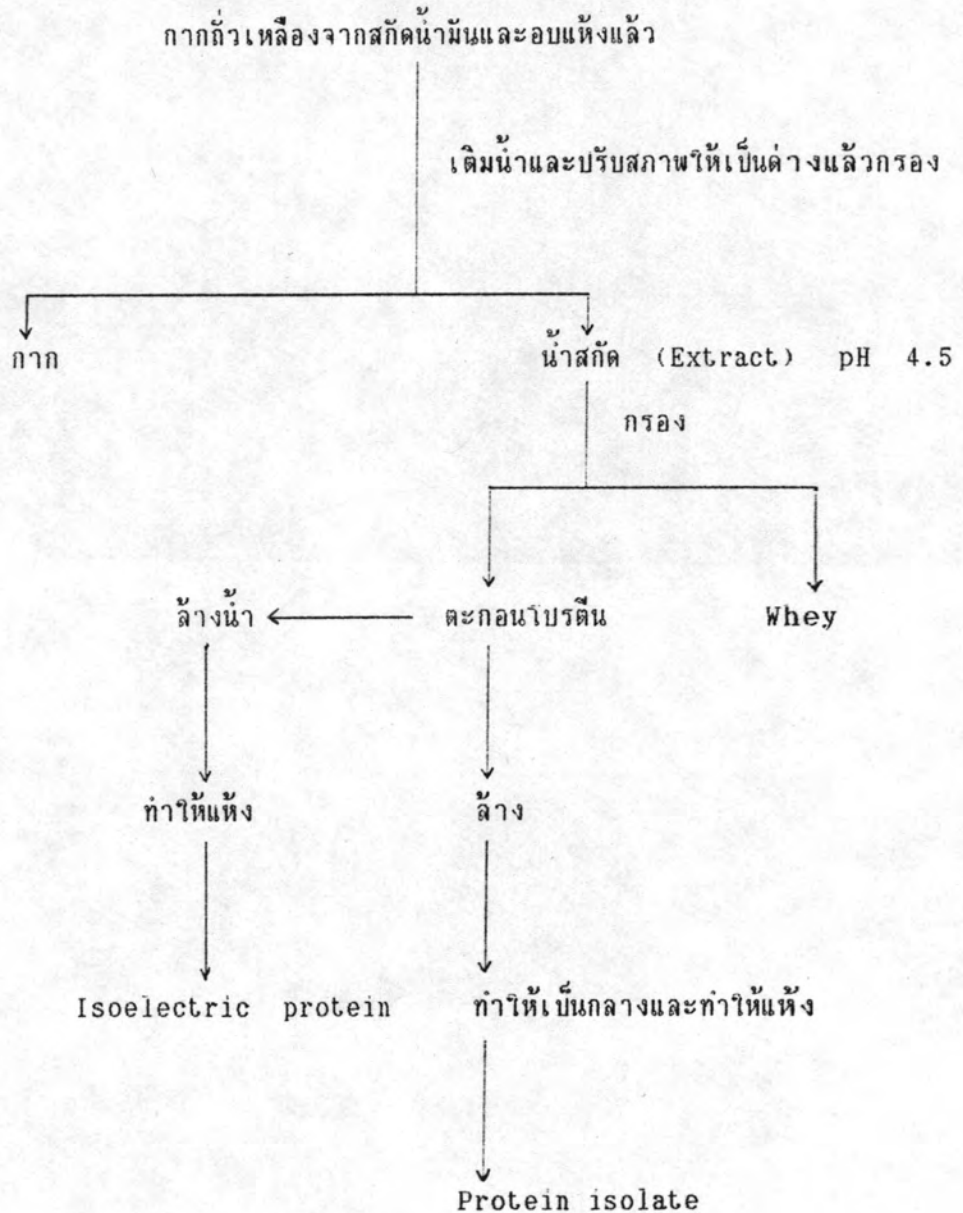 กากถั่วเหลืองจากสกัดน้ำมันและอบแห้งแล้ว
เติมน้ำและปรับสภาพให้เป็นด่างแล้วกรอง
กาก น้ำสกัด (Extract) pH 4.5
กรอง
ล้างน้ำ ตะกอนโปรตีน Whey
ทำให้แห้ง ล้าง
Isoelectric protein ทำให้เป็นกลางและทำให้แห้ง
Protein isolate